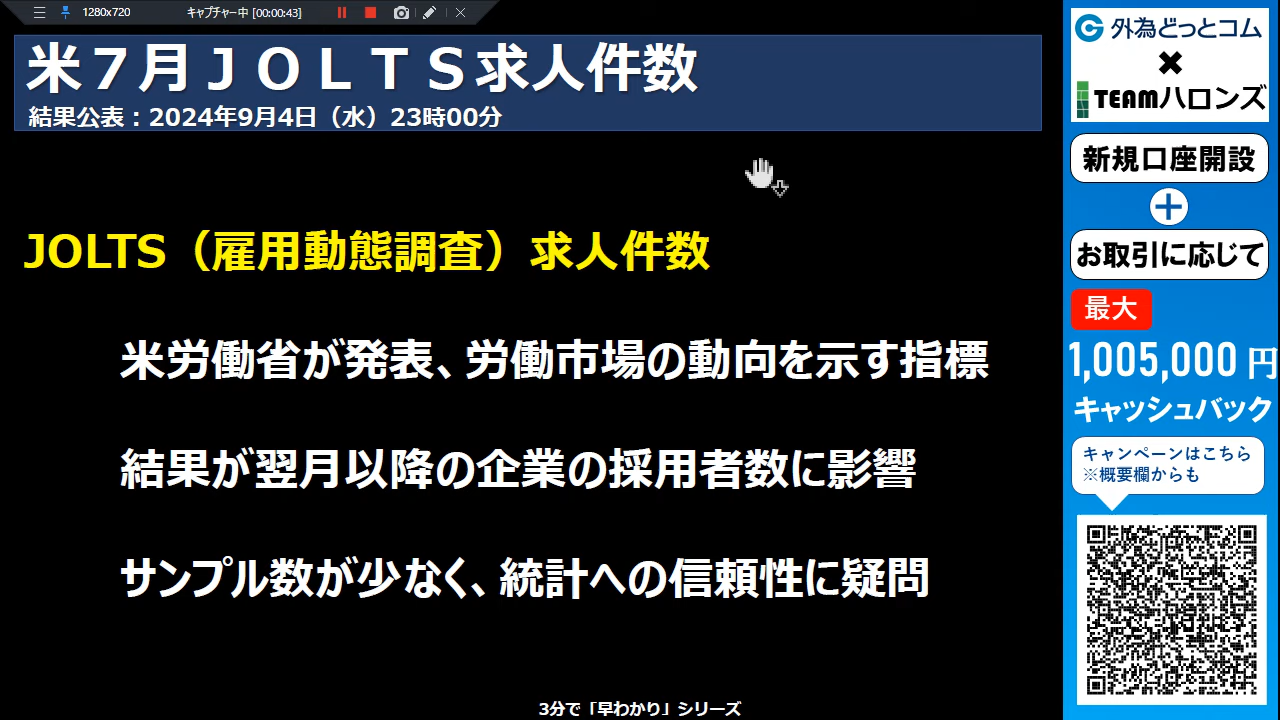 1280x720
キャプチャー中 [00:00:43]
米７月ＪＯＬＴＳ求人件数
結果公表：2024年9月4日（水）23時00分
JOLTS（雇用動態調査）求人件数
米労働省が発表、労働市場の動向を示す指標
結果が翌月以降の企業の採用者数に影響
サンプル数が少なく、統計への信頼性に疑問
3分で「早わかり」シリーズ
外為どっとコム
×
TEAMハロンズ
新規口座開設
+
お取引に応じて
最大
1,005,000 円
キャッシュバック
キャンペーンはこちら
※概要欄からも